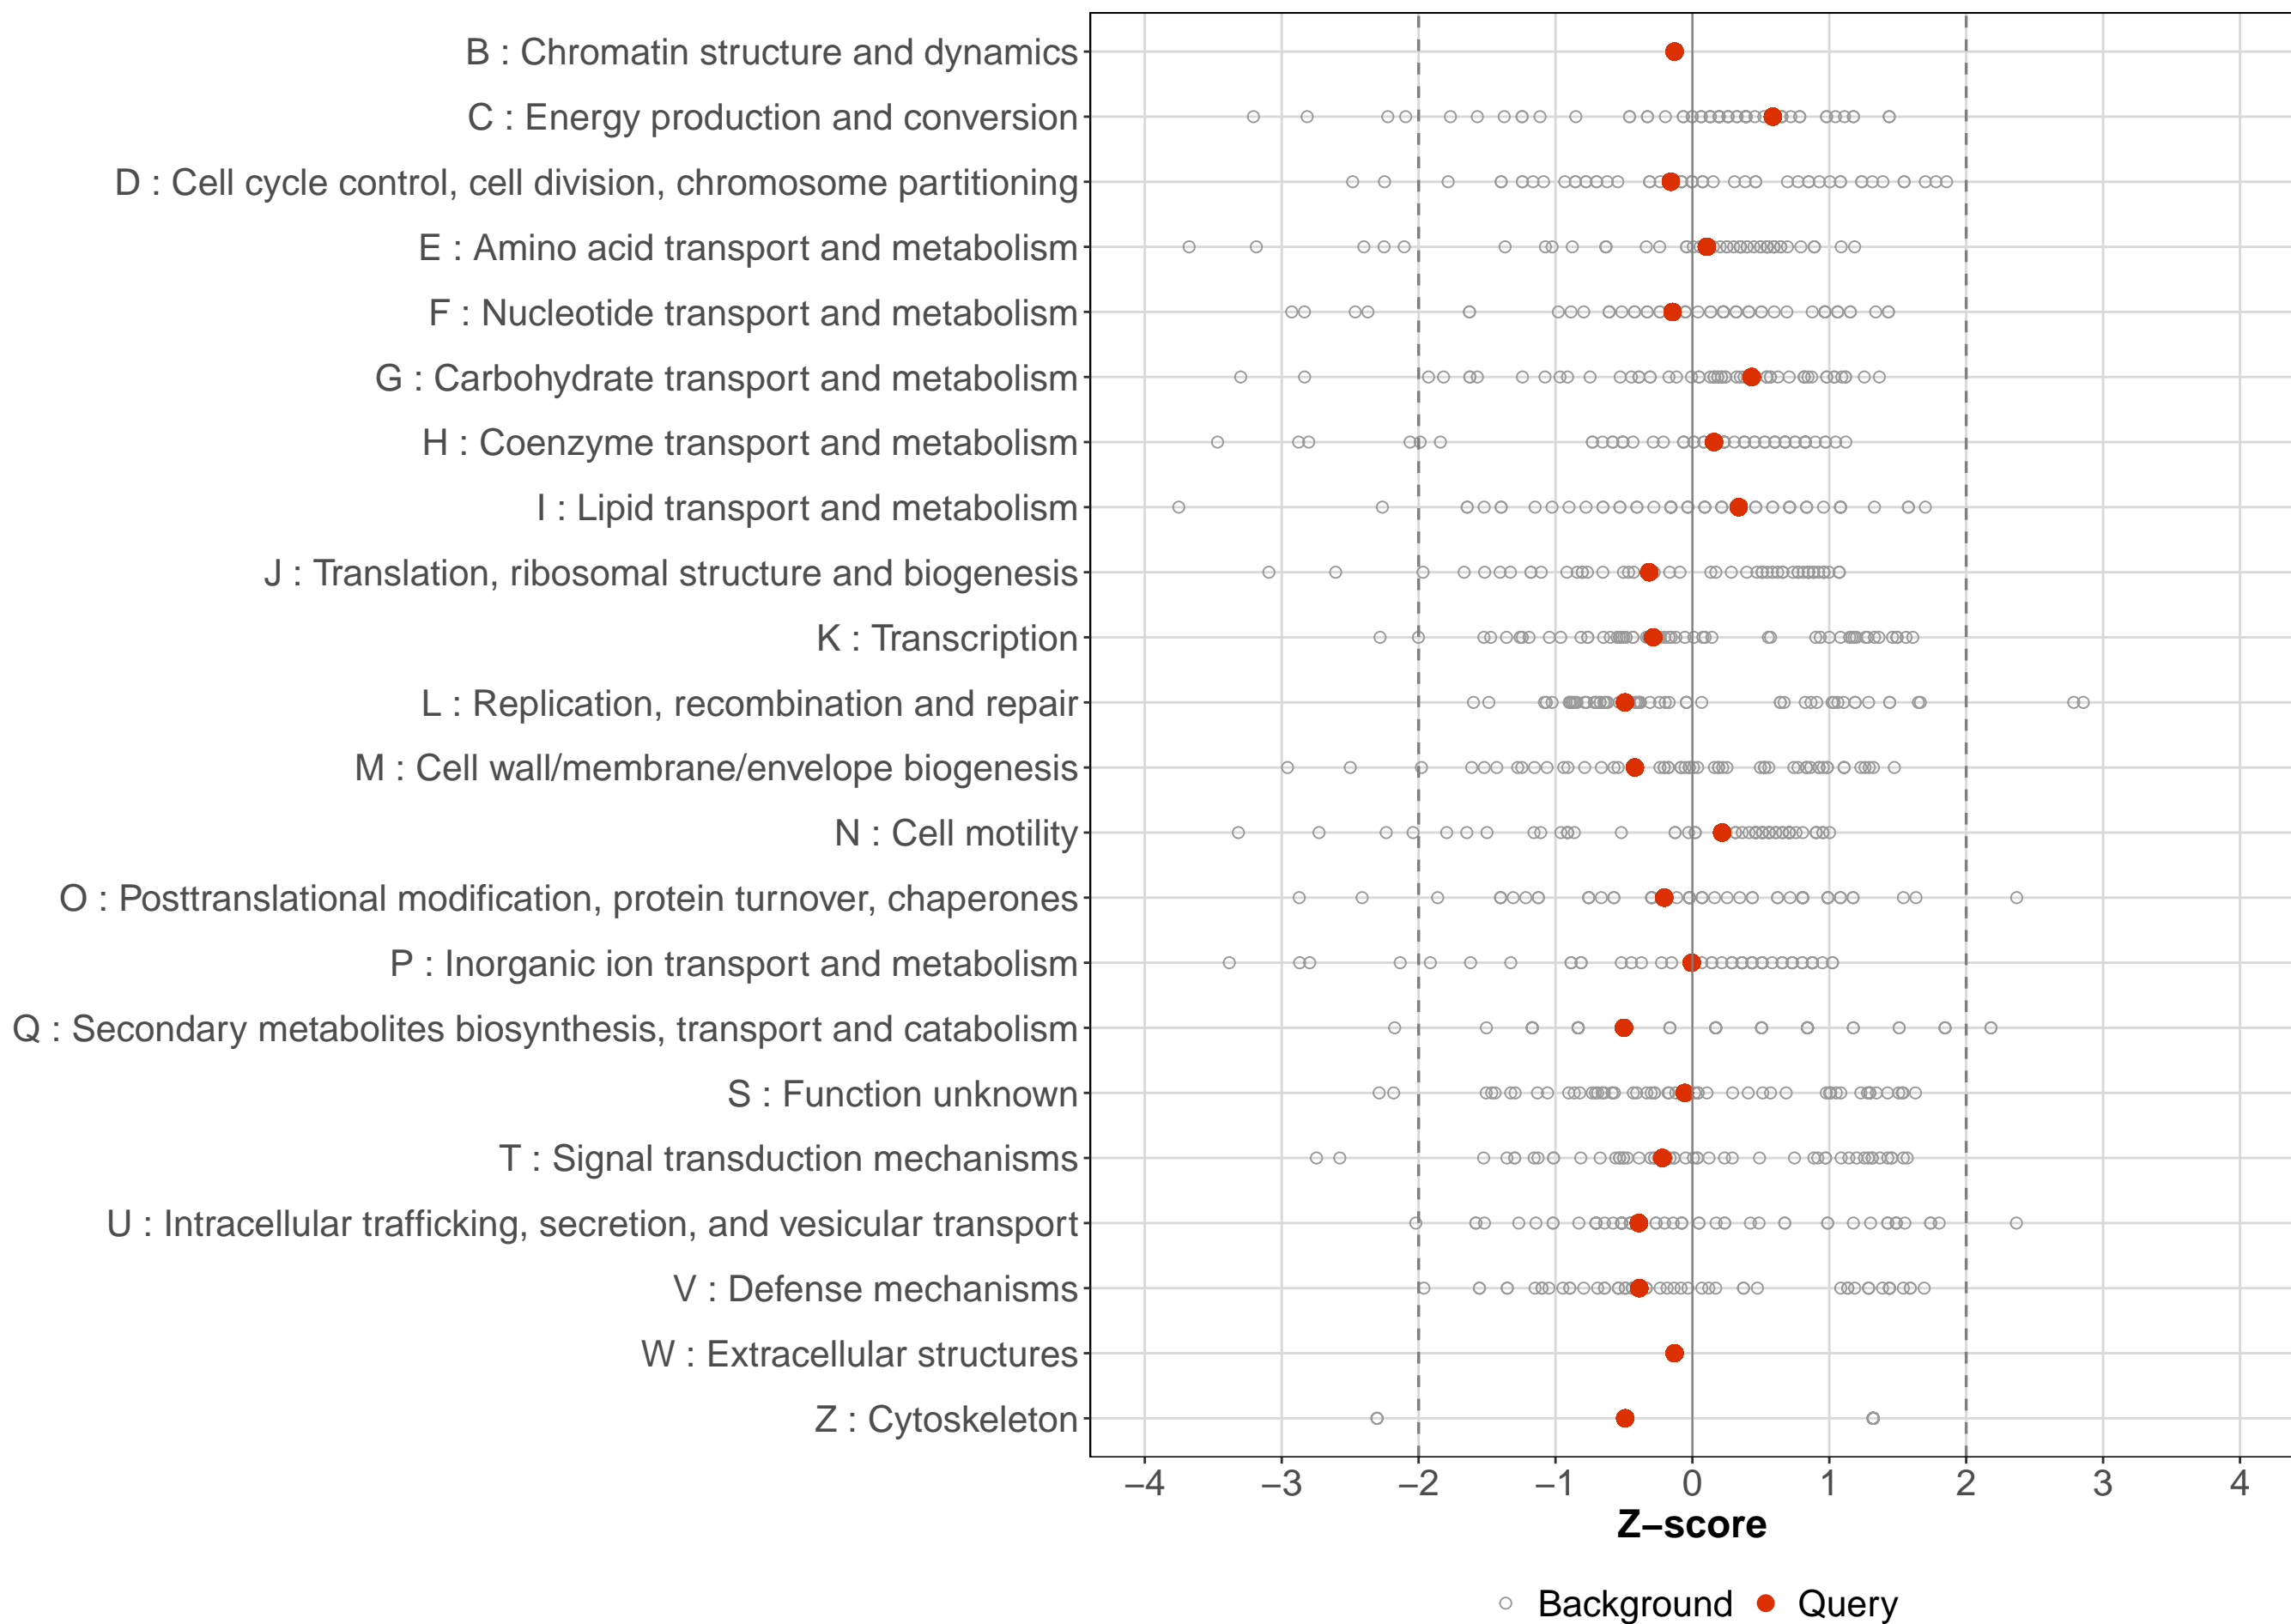 B : Chromatin structure and dynamics
C : Energy production and conversion
D : Cell cycle control, cell division, chromosome partitioning
E : Amino acid transport and metabolism
F : Nucleotide transport and metabolism
G : Carbohydrate transport and metabolism
H : Coenzyme transport and metabolism
I : Lipid transport and metabolism
J : Translation, ribosomal structure and biogenesis
K : Transcription
L : Replication, recombination and repair
M : Cell wall/membrane/envelope biogenesis
N : Cell motility
O : Posttranslational modification, protein turnover, chaperones
P : Inorganic ion transport and metabolism
Q : Secondary metabolites biosynthesis, transport and catabolism
S : Function unknown
T : Signal transduction mechanisms
U : Intracellular trafficking, secretion, and vesicular transport
V : Defense mechanisms
W : Extracellular structures
Z : Cytoskeleton
−4 −3 −2 −1 0 1 2 3 4
Z−score
Background Query